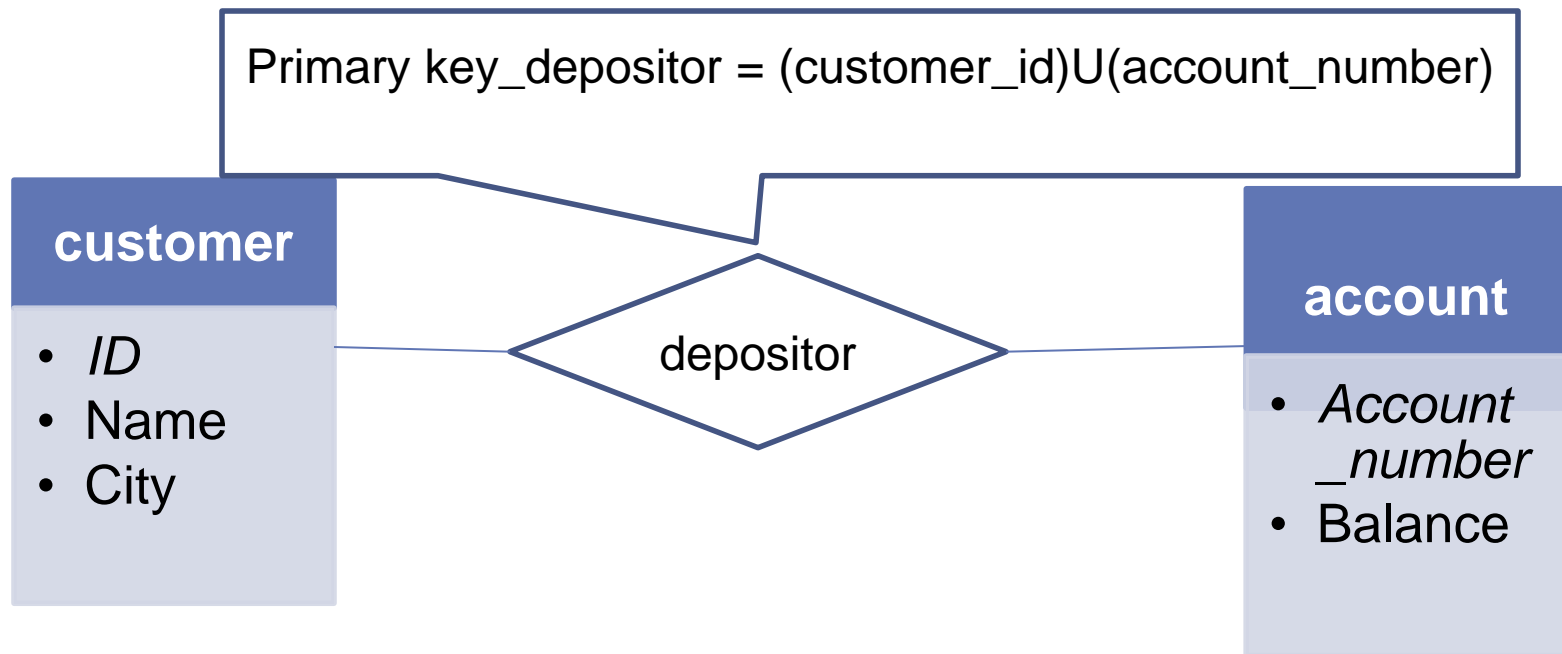 Primary key_depositor = (customer_id)U(account_number)
customer
• ID
• Name
• City
depositor
account
• Account
_number
• Balance